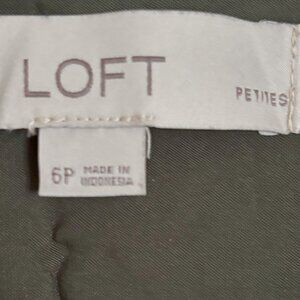 LOFT
PETITES
6P MADE IN
INDONESIA